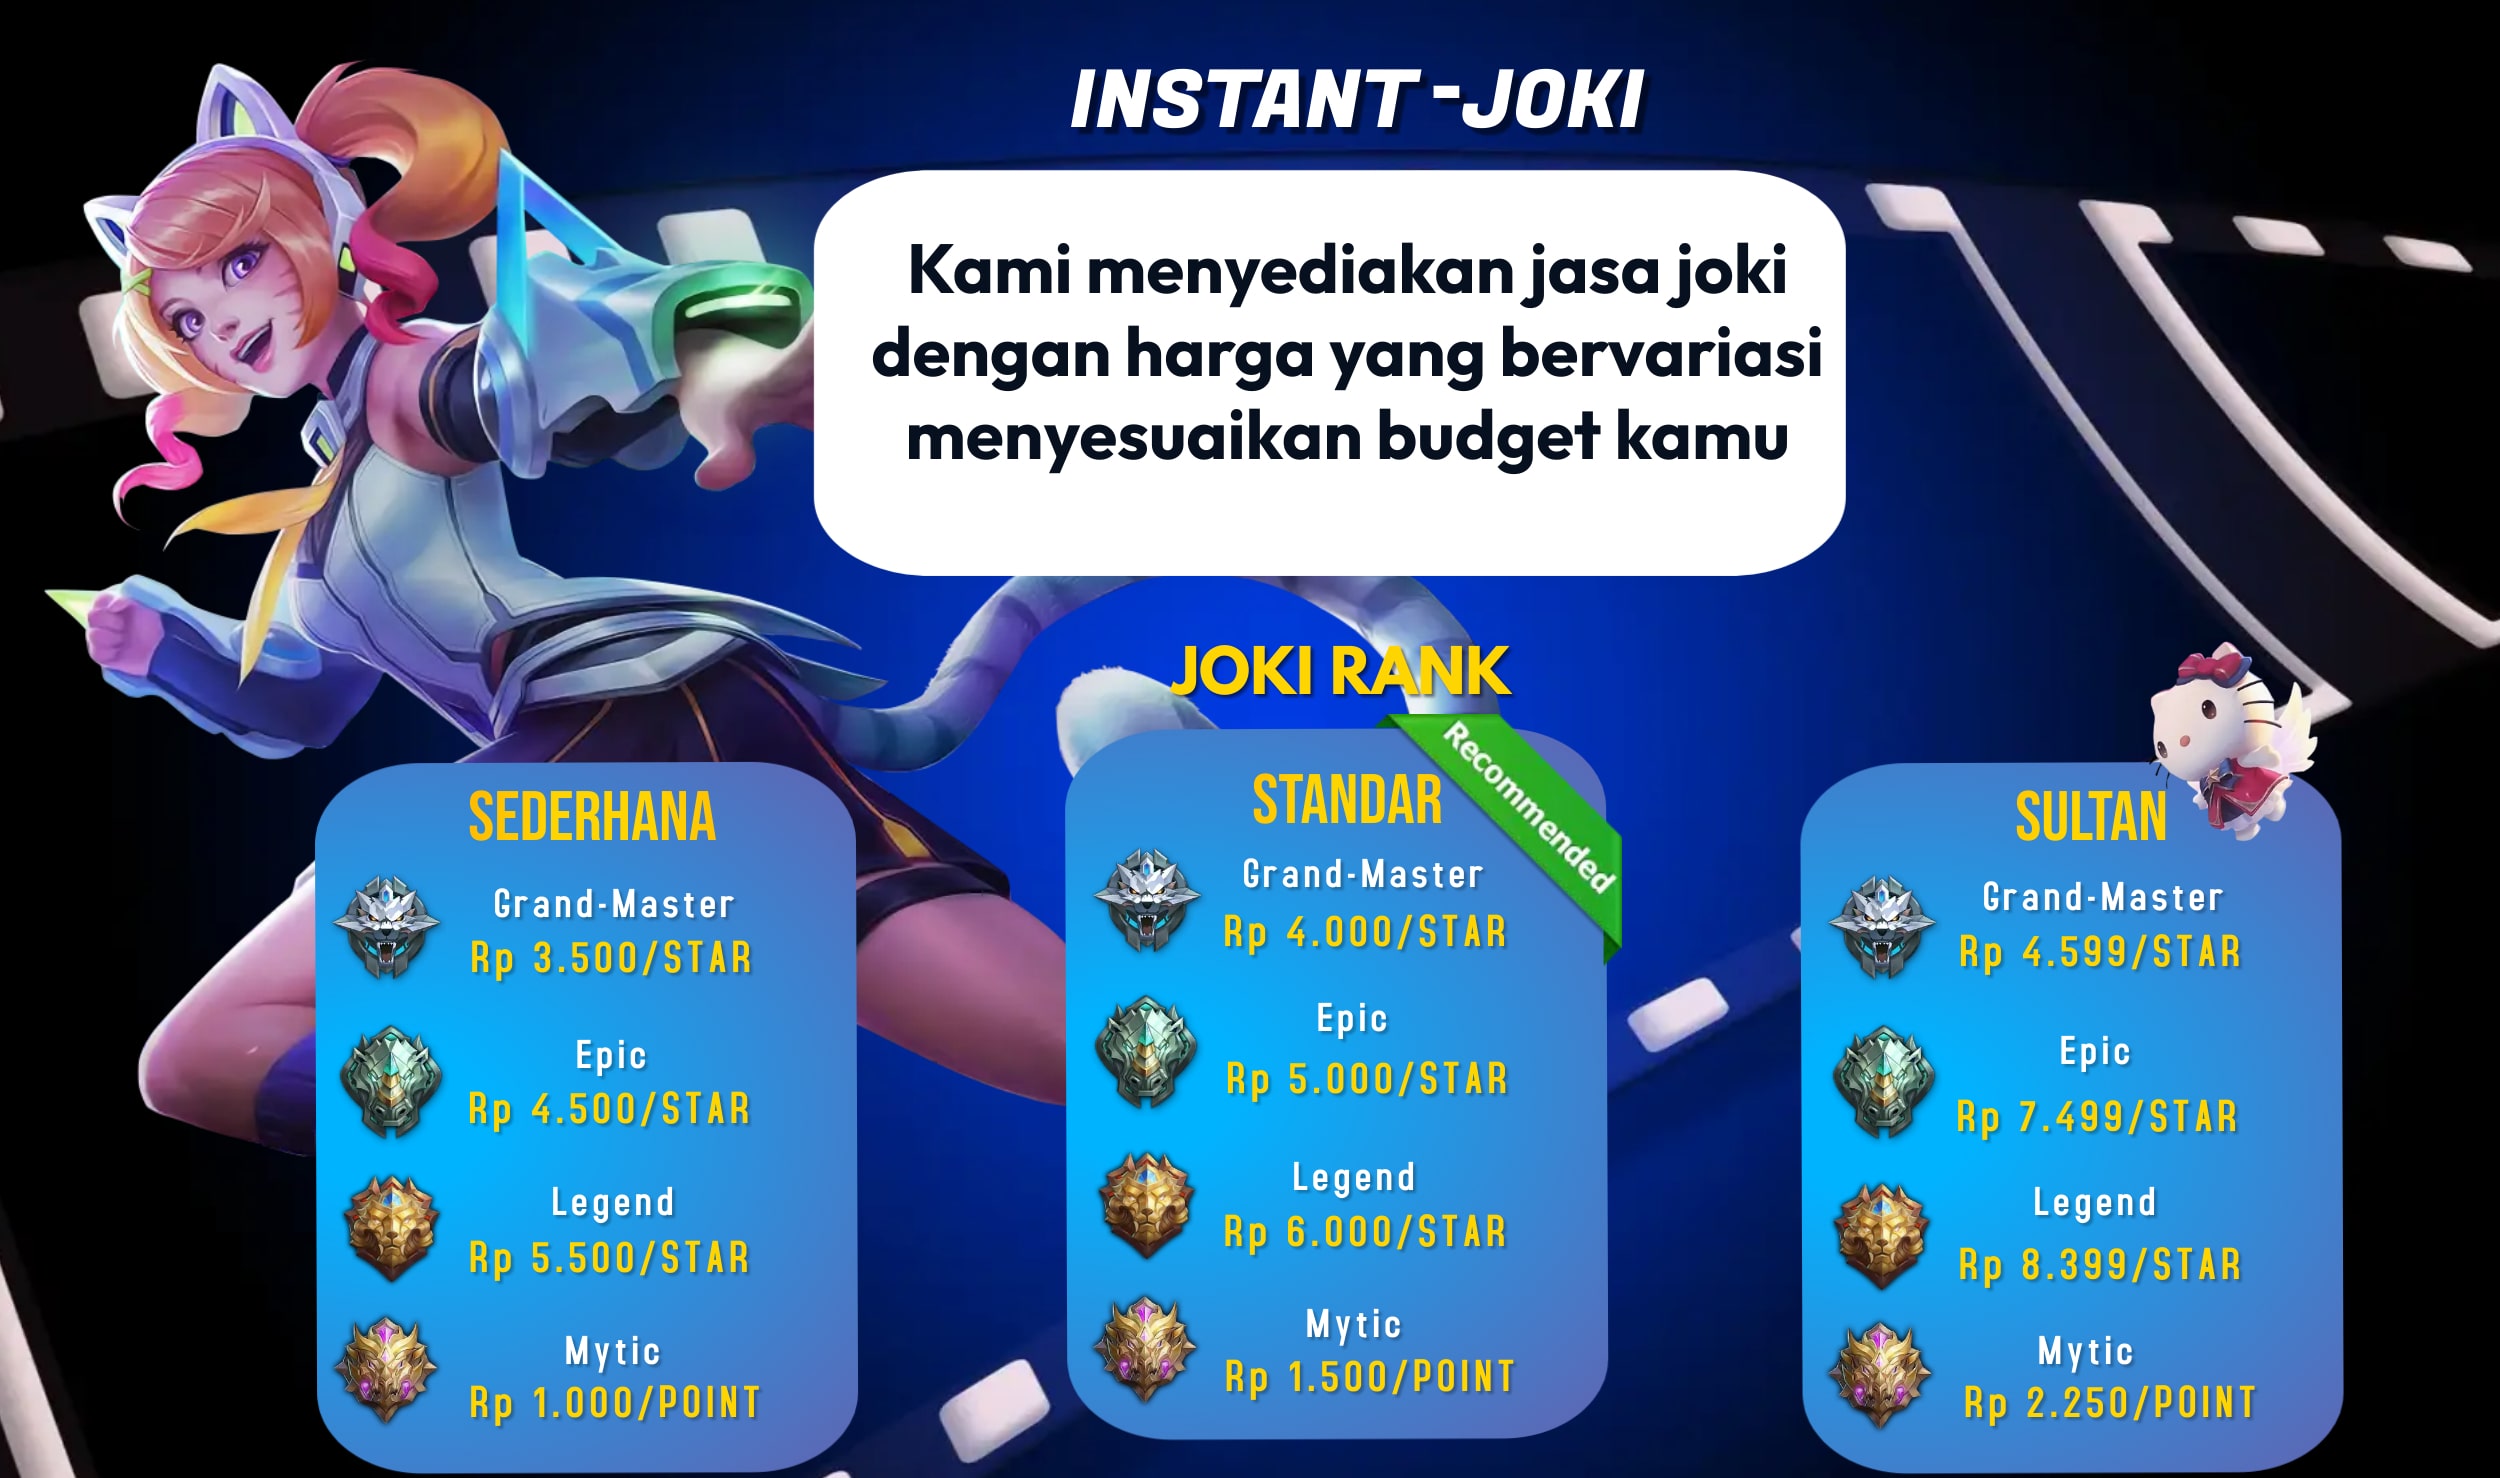 INSTANT-JOKI
Kami menyediakan jasa joki
dengan harga yang bervariasi
menyesuaikan budget kamu
JOKI RANK
SEDERHANA
Grand-Master
Rp 3.500/STAR
Epic
Rp 4.500/STAR
Legend
Rp 5.500/STAR
Mytic
Rp 1.000/POINT
STANDAR
Recommended
Grand-Master
Rp 4.000/STAR
Epic
Rp 5.000/STAR
Legend
Rp 6.000/STAR
Mytic
Rp 1.500/POINT
SULTAN
Grand-Master
Rp 4.599/STAR
Epic
Rp 7.499/STAR
Legend
Rp 8.399/STAR
Mytic
Rp 2.250/POINT